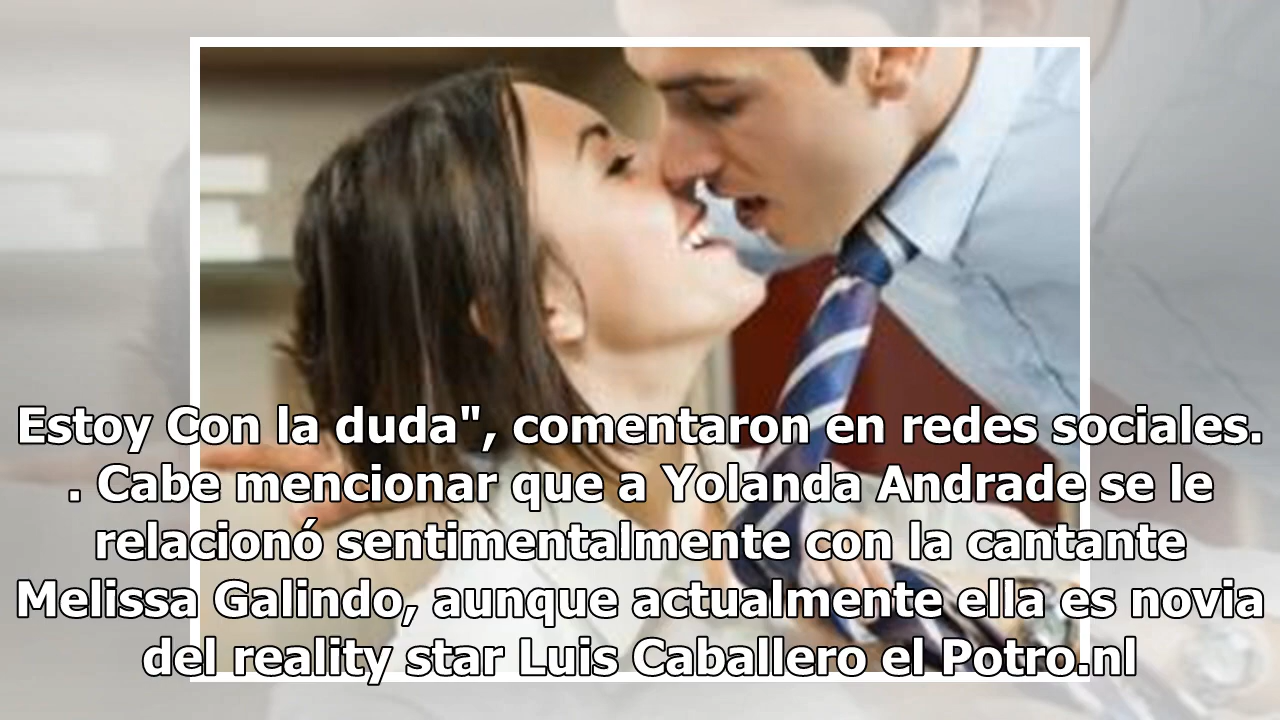 Estoy Con la duda", comentaron en redes sociales.
. Cabe mencionar que a Yolanda Andrade se le
relacionó sentimentalmente con la cantante
Melissa Galindo, aunque actualmente ella es novia
del reality star Luis Caballero el Potro.nl